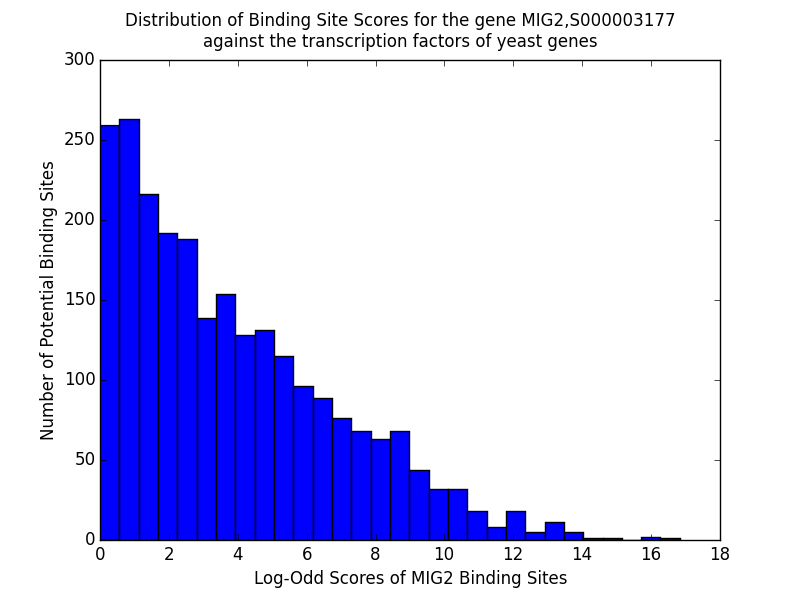 Distribution of Binding Site Scores for the gene MIG2,S000003177
against the transcription factors of yeast genes
Number of Potential Binding Sites
300
250
200
150
100
50
0
0 2 4 6 8 10 12 14 16 18
Log-Odd Scores of MIG2 Binding Sites